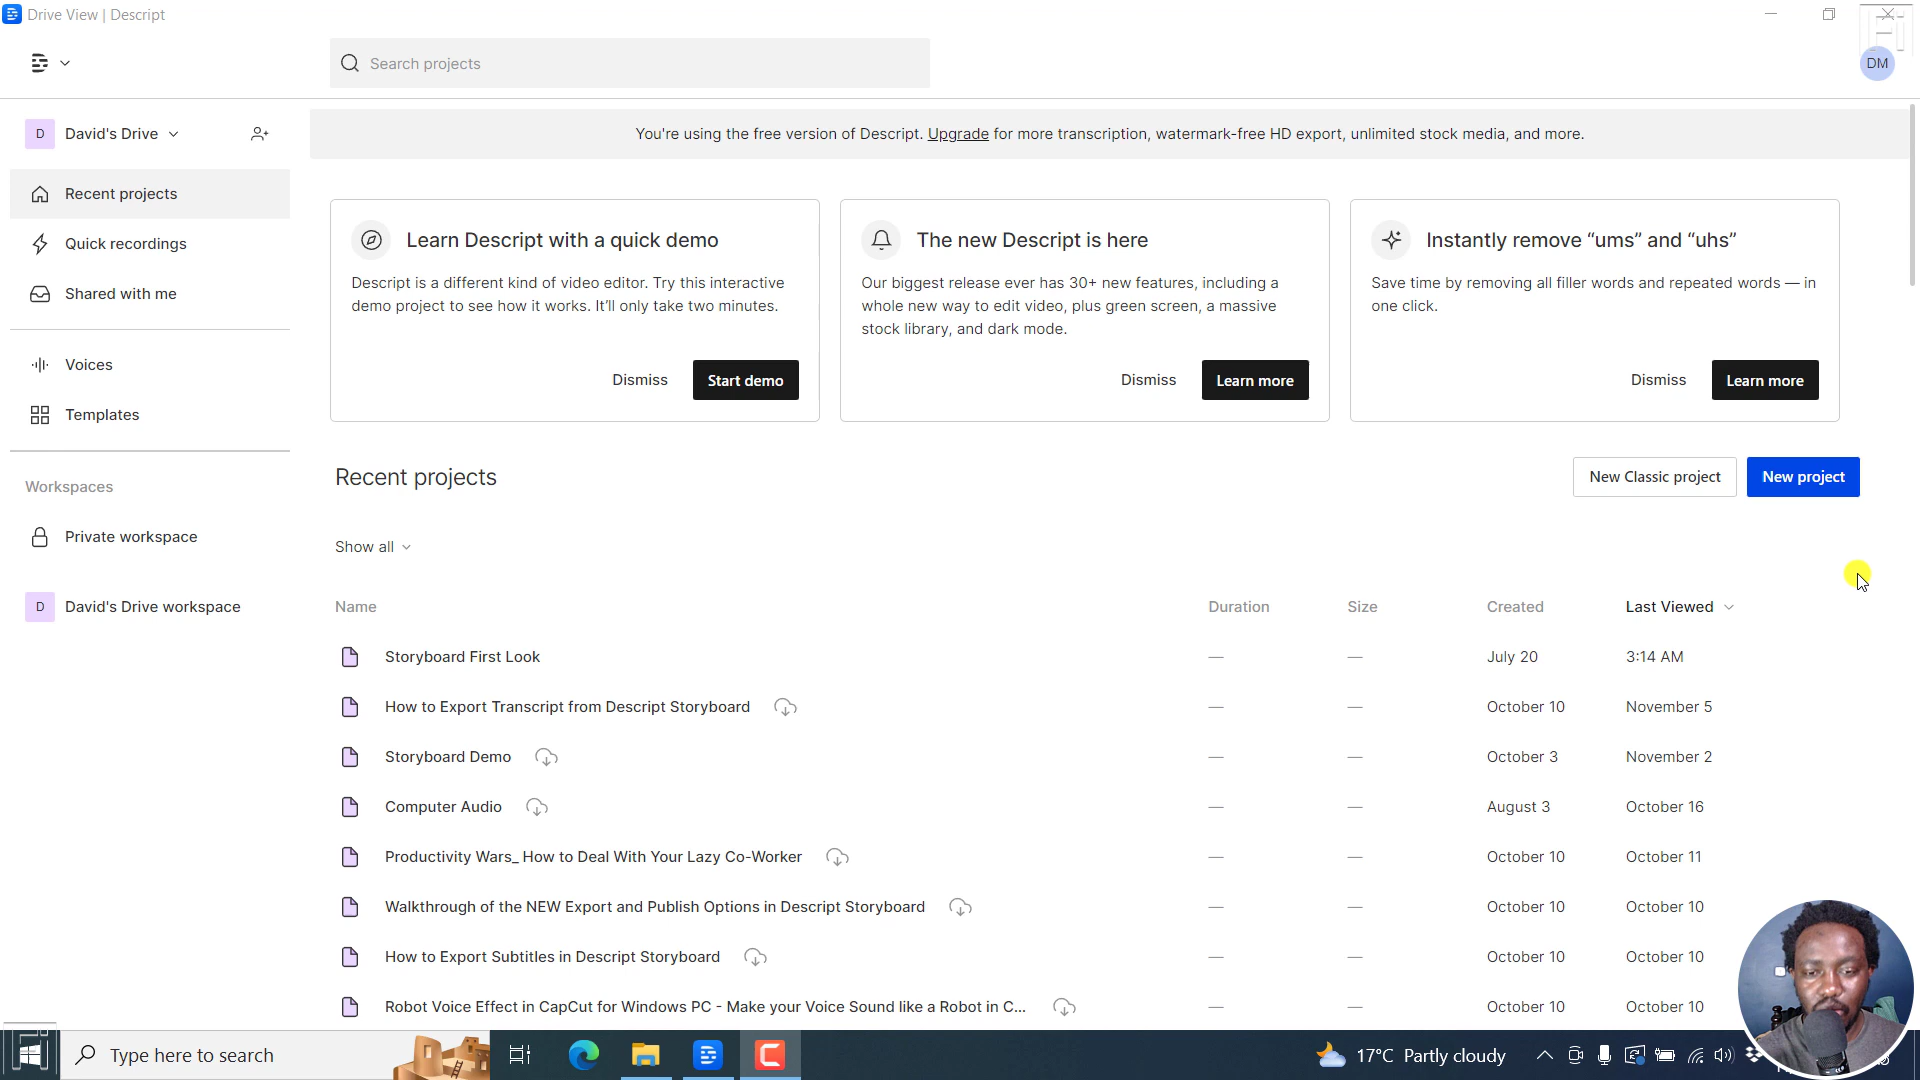 Drive View | Descript
Search projects
DM
D David's Drive
You're using the free version of Descript. Upgrade for more transcription, watermark-free HD export, unlimited stock media, and more.
Recent projects
Quick recordings
Shared with me
Voices
Templates
Workspaces
Private workspace
D David's Drive workspace
Learn Descript with a quick demo
Descript is a different kind of video editor. Try this interactive
demo project to see how it works. It'll only take two minutes.
Dismiss Start demo
The new Descript is here
Our biggest release ever has 30+ new features, including a
whole new way to edit video, plus green screen, a massive
stock library, and dark mode.
Dismiss Learn more
Instantly remove “ums” and “uhs”
Save time by removing all filler words and repeated words — in
one click.
Dismiss Learn more
Recent projects
New Classic project New project
Show all
Name Duration Size Created Last Viewed
Storyboard First Look — — July 20 3:14 AM
How to Export Transcript from Descript Storyboard — — October 10 November 5
Storyboard Demo — — October 3 November 2
Computer Audio — — August 3 October 16
Productivity Wars_ How to Deal With Your Lazy Co-Worker — — October 10 October 11
Walkthrough of the NEW Export and Publish Options in Descript Storyboard — — October 10 October 10
How to Export Subtitles in Descript Storyboard — — October 10 October 10
Robot Voice Effect in CapCut for Windows PC - Make your Voice Sound like a Robot in C... — — October 10 October 10
Type here to search
17°C Partly cloudy